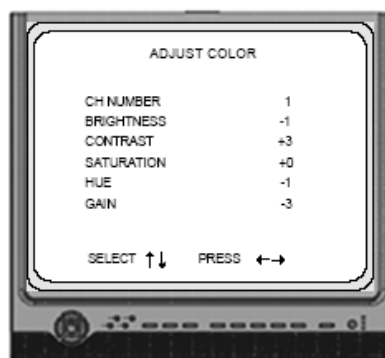 ADJUST COLOR
CH NUMBER 1
BRIGHTNESS -1
CONTRAST +3
SATURATION +0
HUE -1
GAIN -3
SELECT ↑↓ PRESS ←→